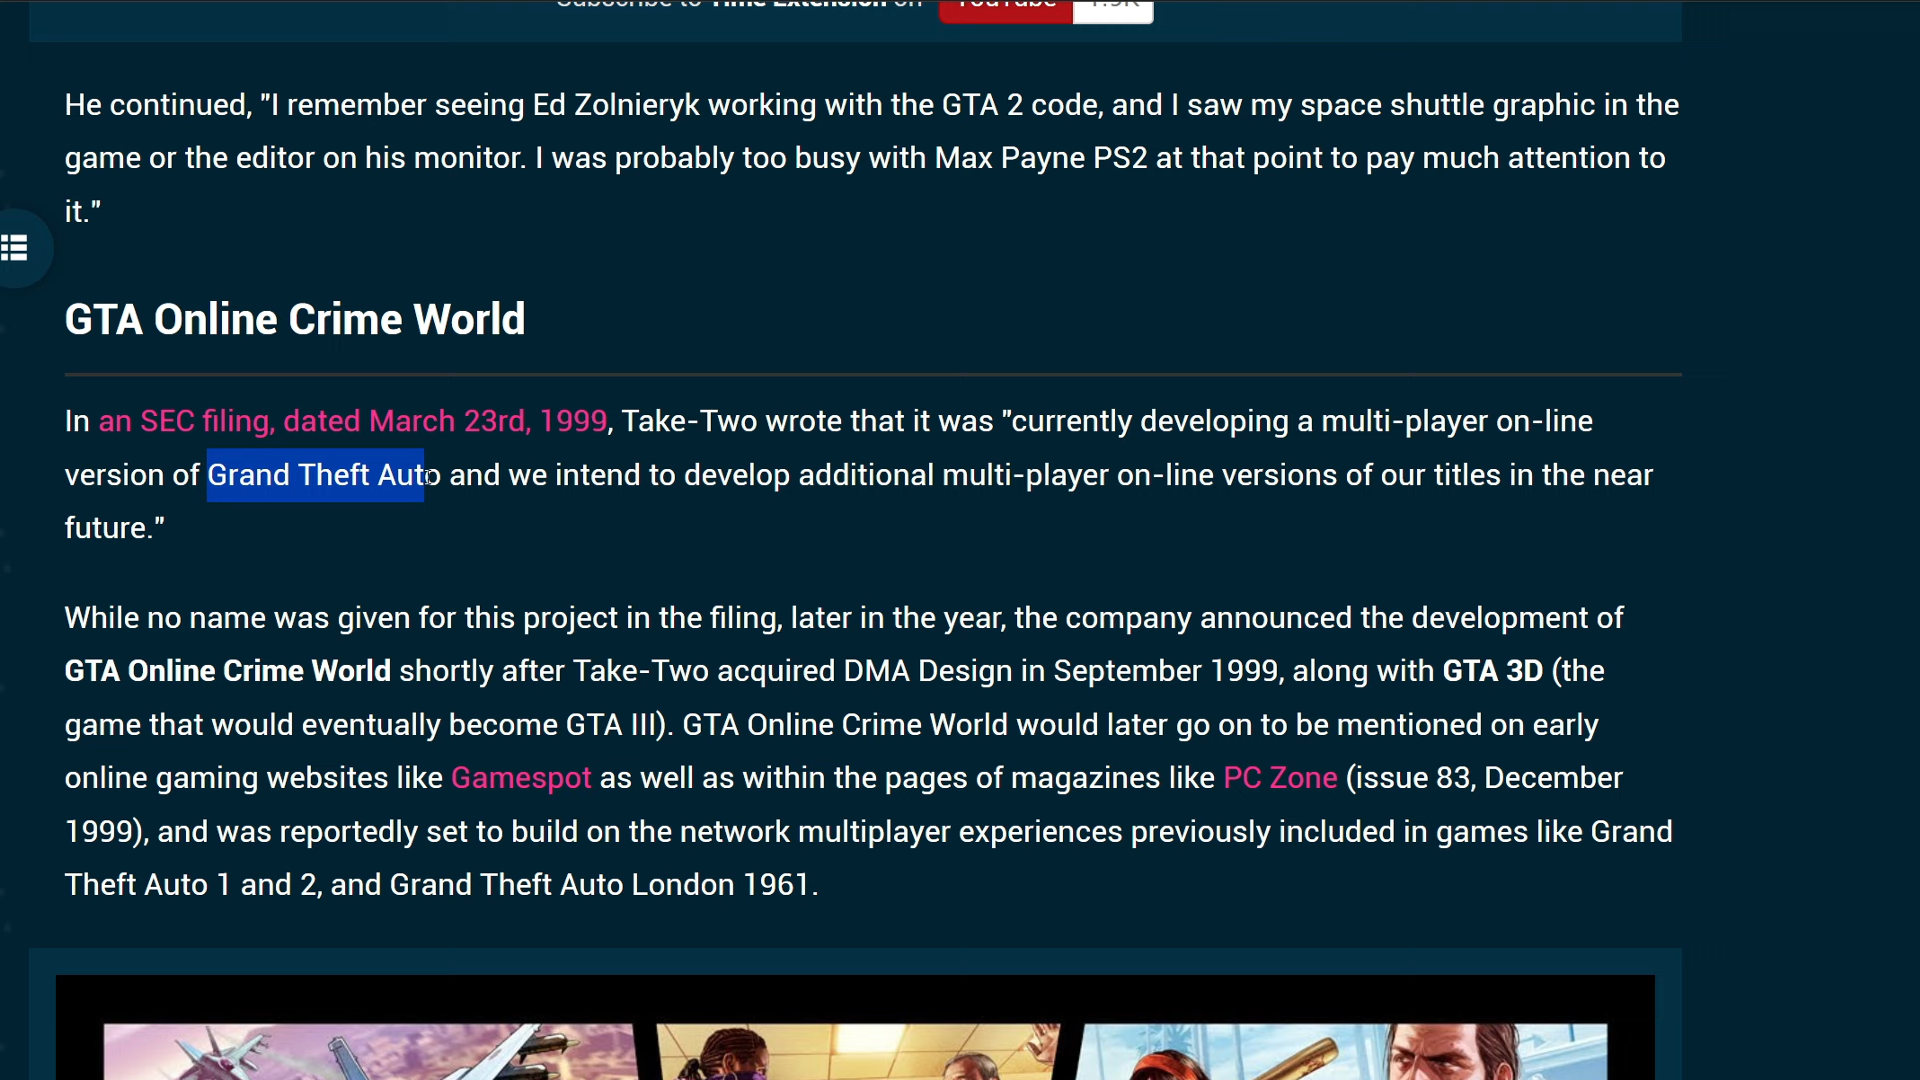 Subscribe to Time Extension on YouTube 1.9K
He continued, "I remember seeing Ed Zolnieryk working with the GTA 2 code, and I saw my space shuttle graphic in the
game or the editor on his monitor. I was probably too busy with Max Payne PS2 at that point to pay much attention to
it."
GTA Online Crime World
In an SEC filing, dated March 23rd, 1999, Take-Two wrote that it was "currently developing a multi-player on-line
version of Grand Theft Auto and we intend to develop additional multi-player on-line versions of our titles in the near
future."
While no name was given for this project in the filing, later in the year, the company announced the development of
GTA Online Crime World shortly after Take-Two acquired DMA Design in September 1999, along with GTA 3D (the
game that would eventually become GTA III). GTA Online Crime World would later go on to be mentioned on early
online gaming websites like Gamespot as well as within the pages of magazines like PC Zone (issue 83, December
1999), and was reportedly set to build on the network multiplayer experiences previously included in games like Grand
Theft Auto 1 and 2, and Grand Theft Auto London 1961.